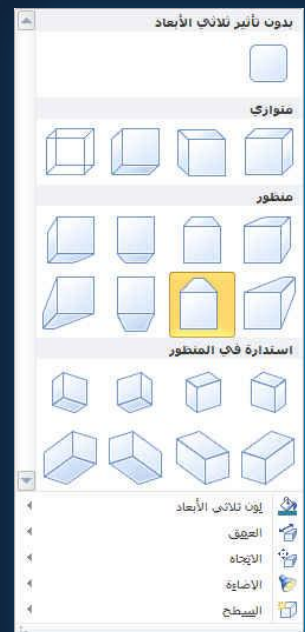 بدون تأثير ثلاثي الأبعاد
متوازي
منظور
استدارة في المنظور
لون ثلاثي الأبعاد
العمق
الاتجاه
الإضاءة
السطح